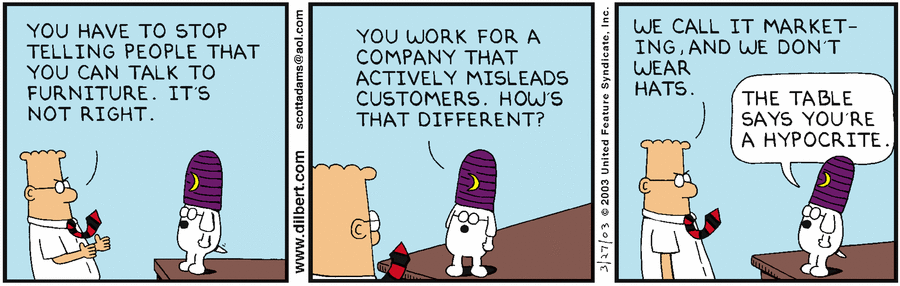 YOU HAVE TO STOP
TELLING PEOPLE THAT
YOU CAN TALK TO
FURNITURE. IT'S
NOT RIGHT.
www.dilbert.com
scottadams@aol.com
YOU WORK FOR A
COMPANY THAT
ACTIVELY MISLEADS
CUSTOMERS. HOW'S
THAT DIFFERENT?
3/27/03 © 2003 United Feature Syndicate, Inc.
WE CALL IT MARKET-
ING, AND WE DON'T
WEAR
HATS.
THE TABLE
SAYS YOU'RE
A HYPOCRITE.